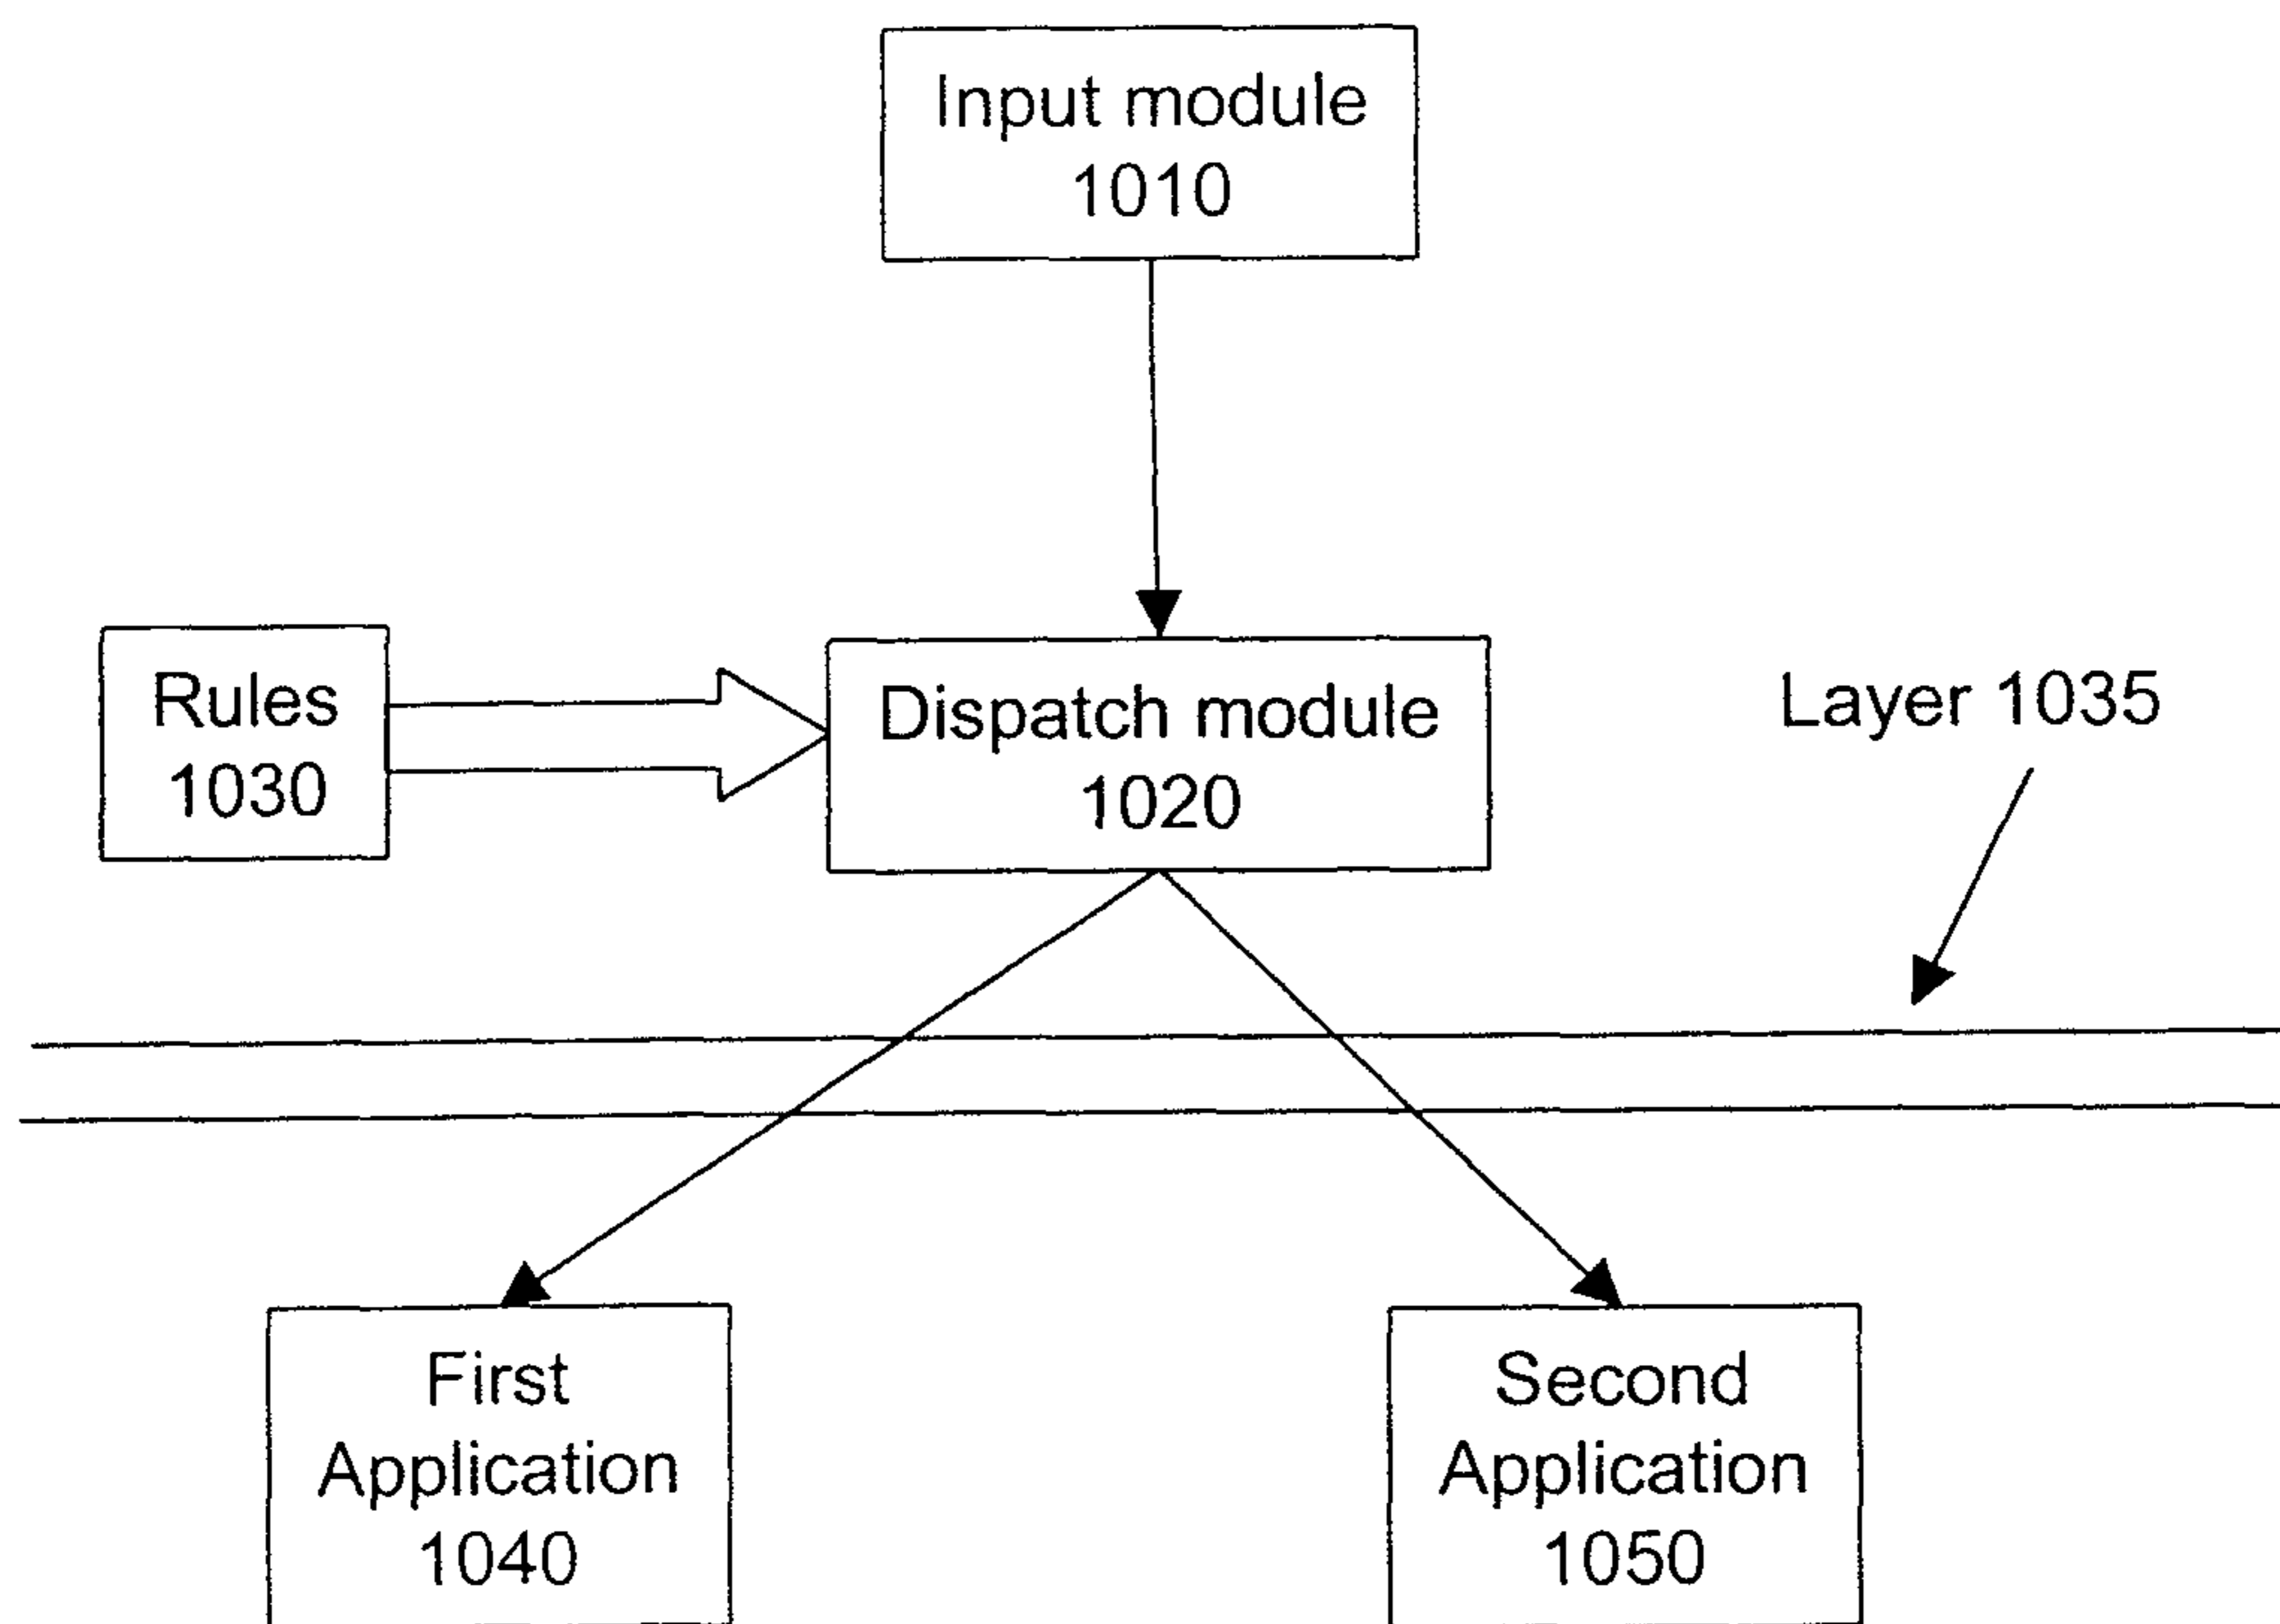 Input module
1010
Rules
1030
Dispatch module
1020
Layer 1035
First
Application
1040
Second
Application
1050